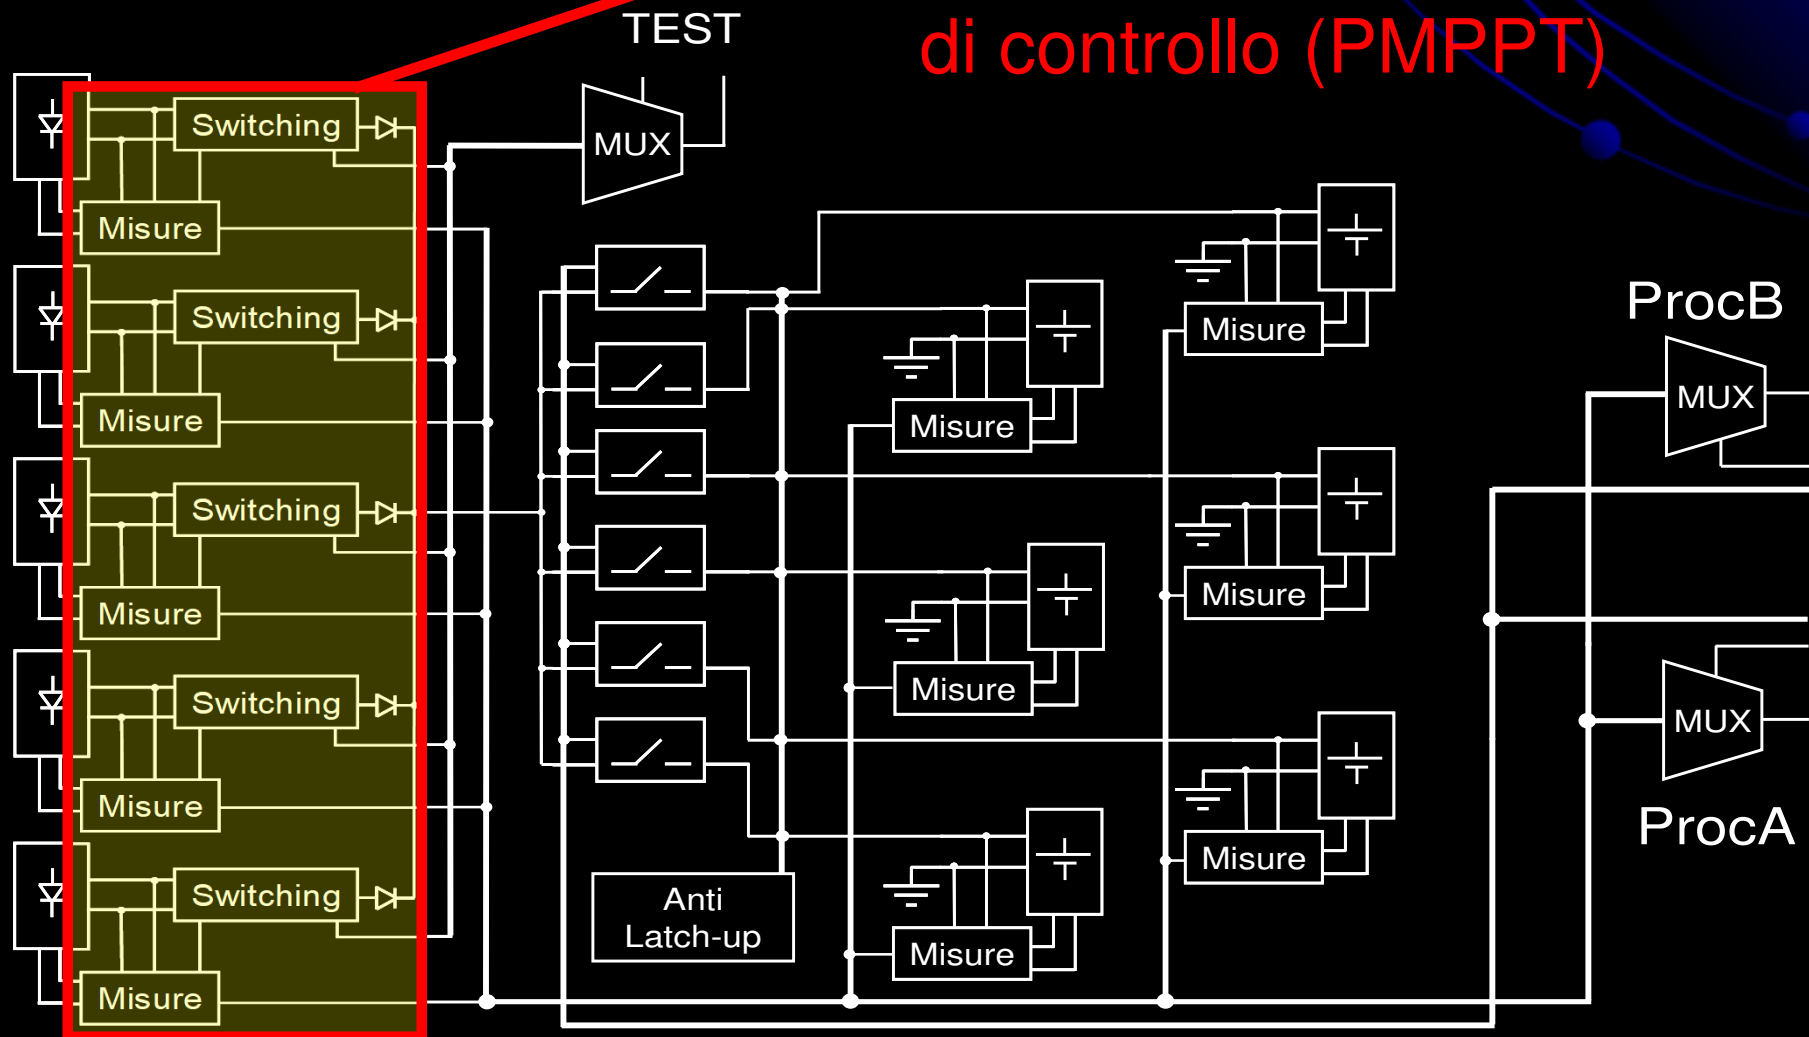 TEST
di controllo (PMPPT)
Switching
MUX
Misure
Switching
Misure
Switching
Misure
Switching
Misure
Switching
Misure
Misure
Misure
Misure
Misure
Misure
Misure
Anti
Latch-up
ProcB
MUX
MUX
ProcA